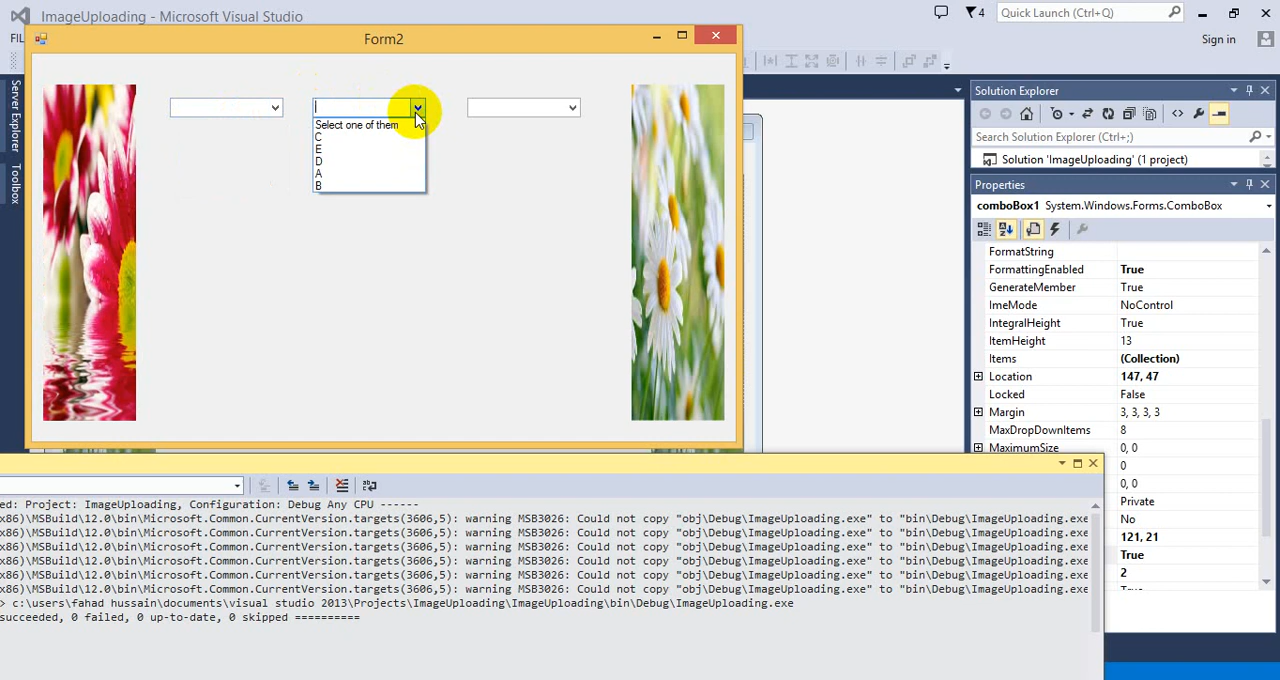 ImageUploading - Microsoft Visual Studio
4
Quick Launch (Ctrl+Q)
FIL
Sign in
Form2
Server Explorer
Toolbox
Select one of them
C
E
D
A
B
Solution Explorer
Search Solution Explorer (Ctrl+;)
Solution 'ImageUploading' (1 project)
Properties
comboBox1 System.Windows.Forms.ComboBox
FormatString
FormattingEnabled True
GenerateMember True
ImeMode NoControl
IntegralHeight True
ItemHeight 13
Items (Collection)
Location 147, 47
Locked False
Margin 3, 3, 3, 3
MaxDropDownItems 8
MaximumSize 0, 0
0
0, 0
Private
No
121, 21
True
2
ed: Project: ImageUploading, Configuration: Debug Any CPU ------
x86)\MSBuild\12.0\bin\Microsoft.Common.CurrentVersion.targets(3606,5): warning MSB3026: Could not copy "obj\Debug\ImageUploading.exe" to "bin\Debug\ImageUploading.exe
x86)\MSBuild\12.0\bin\Microsoft.Common.CurrentVersion.targets(3606,5): warning MSB3026: Could not copy "obj\Debug\ImageUploading.exe" to "bin\Debug\ImageUploading.exe
x86)\MSBuild\12.0\bin\Microsoft.Common.CurrentVersion.targets(3606,5): warning MSB3026: Could not copy "obj\Debug\ImageUploading.exe" to "bin\Debug\ImageUploading.exe
x86)\MSBuild\12.0\bin\Microsoft.Common.CurrentVersion.targets(3606,5): warning MSB3026: Could not copy "obj\Debug\ImageUploading.exe" to "bin\Debug\ImageUploading.exe
x86)\MSBuild\12.0\bin\Microsoft.Common.CurrentVersion.targets(3606,5): warning MSB3026: Could not copy "obj\Debug\ImageUploading.exe" to "bin\Debug\ImageUploading.exe
x86)\MSBuild\12.0\bin\Microsoft.Common.CurrentVersion.targets(3606,5): warning MSB3026: Could not copy "obj\Debug\ImageUploading.exe" to "bin\Debug\ImageUploading.exe
> c:\users\fahad hussain\documents\visual studio 2013\Projects\ImageUploading\ImageUploading\bin\Debug\ImageUploading.exe
succeeded, 0 failed, 0 up-to-date, 0 skipped ==========